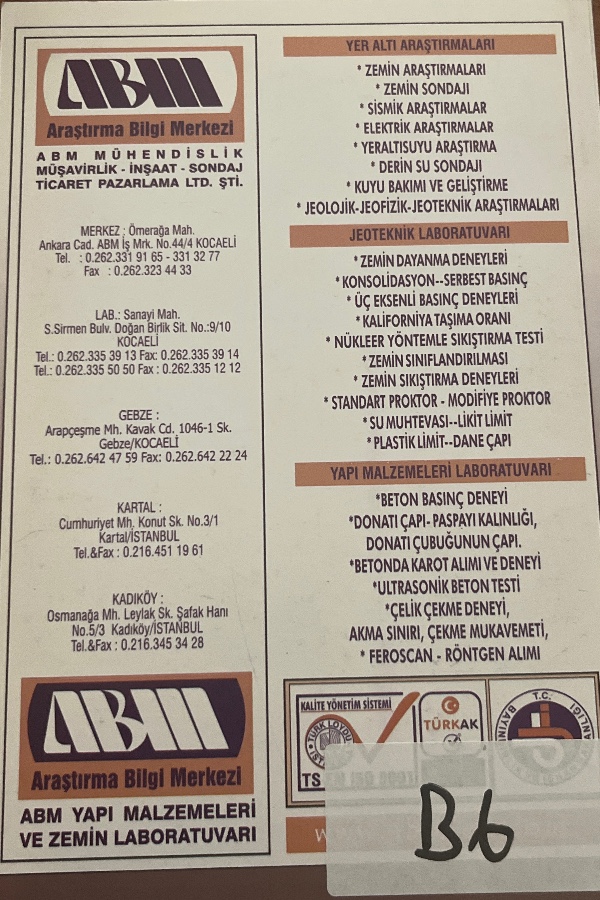 ABM
Araştırma Bilgi Merkezi
ABM MÜHENDİSLİK
MÜŞAVİRLİK - İNŞAAT - SONDAJ
TİCARET PAZARLAMA LTD. ŞTİ.
MERKEZ : Ömerağa Mah.
Ankara Cad. ABM İş Mrk. No.44/4 KOCAELİ
Tel. : 0.262.331 91 65 - 331 32 77
Fax : 0.262.323 44 33
LAB.: Sanayi Mah.
S.Sirmen Bulv. Doğan Birlik Sit. No.:9/10
KOCAELİ
Tel.: 0.262.335 39 13 Fax: 0.262.335 39 14
Tel.: 0.262.335 50 50 Fax: 0.262.335 12 12
GEBZE :
Arapçeşme Mh. Kavak Cd. 1046-1 Sk.
Gebze/KOCAELİ
Tel.: 0.262.642 47 59 Fax: 0.262.642 22 24
KARTAL :
Cumhuriyet Mh. Konut Sk. No.3/1
Kartal/İSTANBUL
Tel.&Fax : 0.216.451 19 61
KADIKÖY :
Osmanağa Mh. Leylak Sk. Şafak Hanı
No.5/3 Kadıköy/İSTANBUL
Tel.&Fax : 0.216.345 34 28
ABM
Araştırma Bilgi Merkezi
ABM YAPI MALZEMELERİ
VE ZEMİN LABORATUVARI
YER ALTI ARAŞTIRMALARI
* ZEMİN ARAŞTIRMALARI
* ZEMİN SONDAJI
* SİSMİK ARAŞTIRMALAR
* ELEKTRİK ARAŞTIRMALAR
* YERALTISUYU ARAŞTIRMA
* DERİN SU SONDAJI
* KUYU BAKIMI VE GELİŞTİRME
* JEOLOJİK-JEOFİZİK-JEOTEKNİK ARAŞTIRMALARI
JEOTEKNİK LABORATUVARI
* ZEMİN DAYANMA DENEYLERİ
* KONSOLİDASYON--SERBEST BASINÇ
* ÜÇ EKSENLİ BASINÇ DENEYLERİ
* KALİFORNİYA TAŞIMA ORANI
* NÜKLEER YÖNTEMLE SIKIŞTIRMA TESTİ
* ZEMİN SINIFLANDIRILMASI
* ZEMİN SIKIŞTIRMA DENEYLERİ
* STANDART PROKTOR - MODİFİYE PROKTOR
* SU MUHTEVASI--LİKİT LİMİT
* PLASTİK LİMİT--DANE ÇAPI
YAPI MALZEMELERİ LABORATUVARI
*BETON BASINÇ DENEYİ
*DONATI ÇAPI- PASPAYI KALINLIĞI,
DONATI ÇUBUĞUNUN ÇAPI.
*BETONDA KAROT ALIMI VE DENEYİ
*ULTRASONİK BETON TESTİ
*ÇELİK ÇEKME DENEYİ,
AKMA SINIRI, ÇEKME MUKAVEMETİ,
* FEROSCAN - RÖNTGEN ALIMI
KALİTE YÖNETİM SİSTEMİ
TÜRK LOYDU
TS EN ISO 9001
TÜRKAK
T.C.
B6